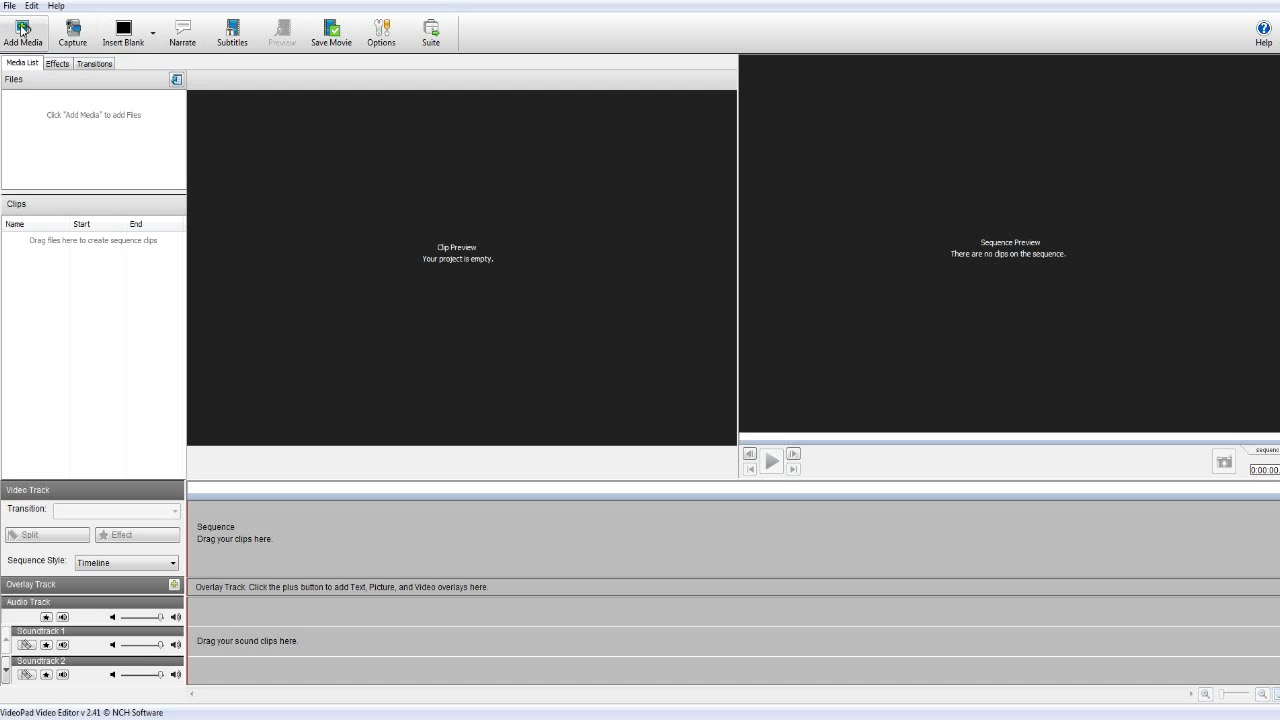 File Edit Help
Add Media Capture Insert Blank Narrate Subtitles Preview Save Movie Options Suite Help
Media List Effects Transitions
Files
Click "Add Media" to add Files
Clips
Name Start End
Drag files here to create sequence clips
Clip Preview
Your project is empty.
Sequence Preview
There are no clips on the sequence.
sequenc
0:00:00.
Video Track
Transition:
Split Effect
Sequence Style: Timeline
Sequence
Drag your clips here.
Overlay Track
Overlay Track. Click the plus button to add Text, Picture, and Video overlays here.
Audio Track
Soundtrack 1
Drag your sound clips here.
Soundtrack 2
VideoPad Video Editor v 2.41 © NCH Software